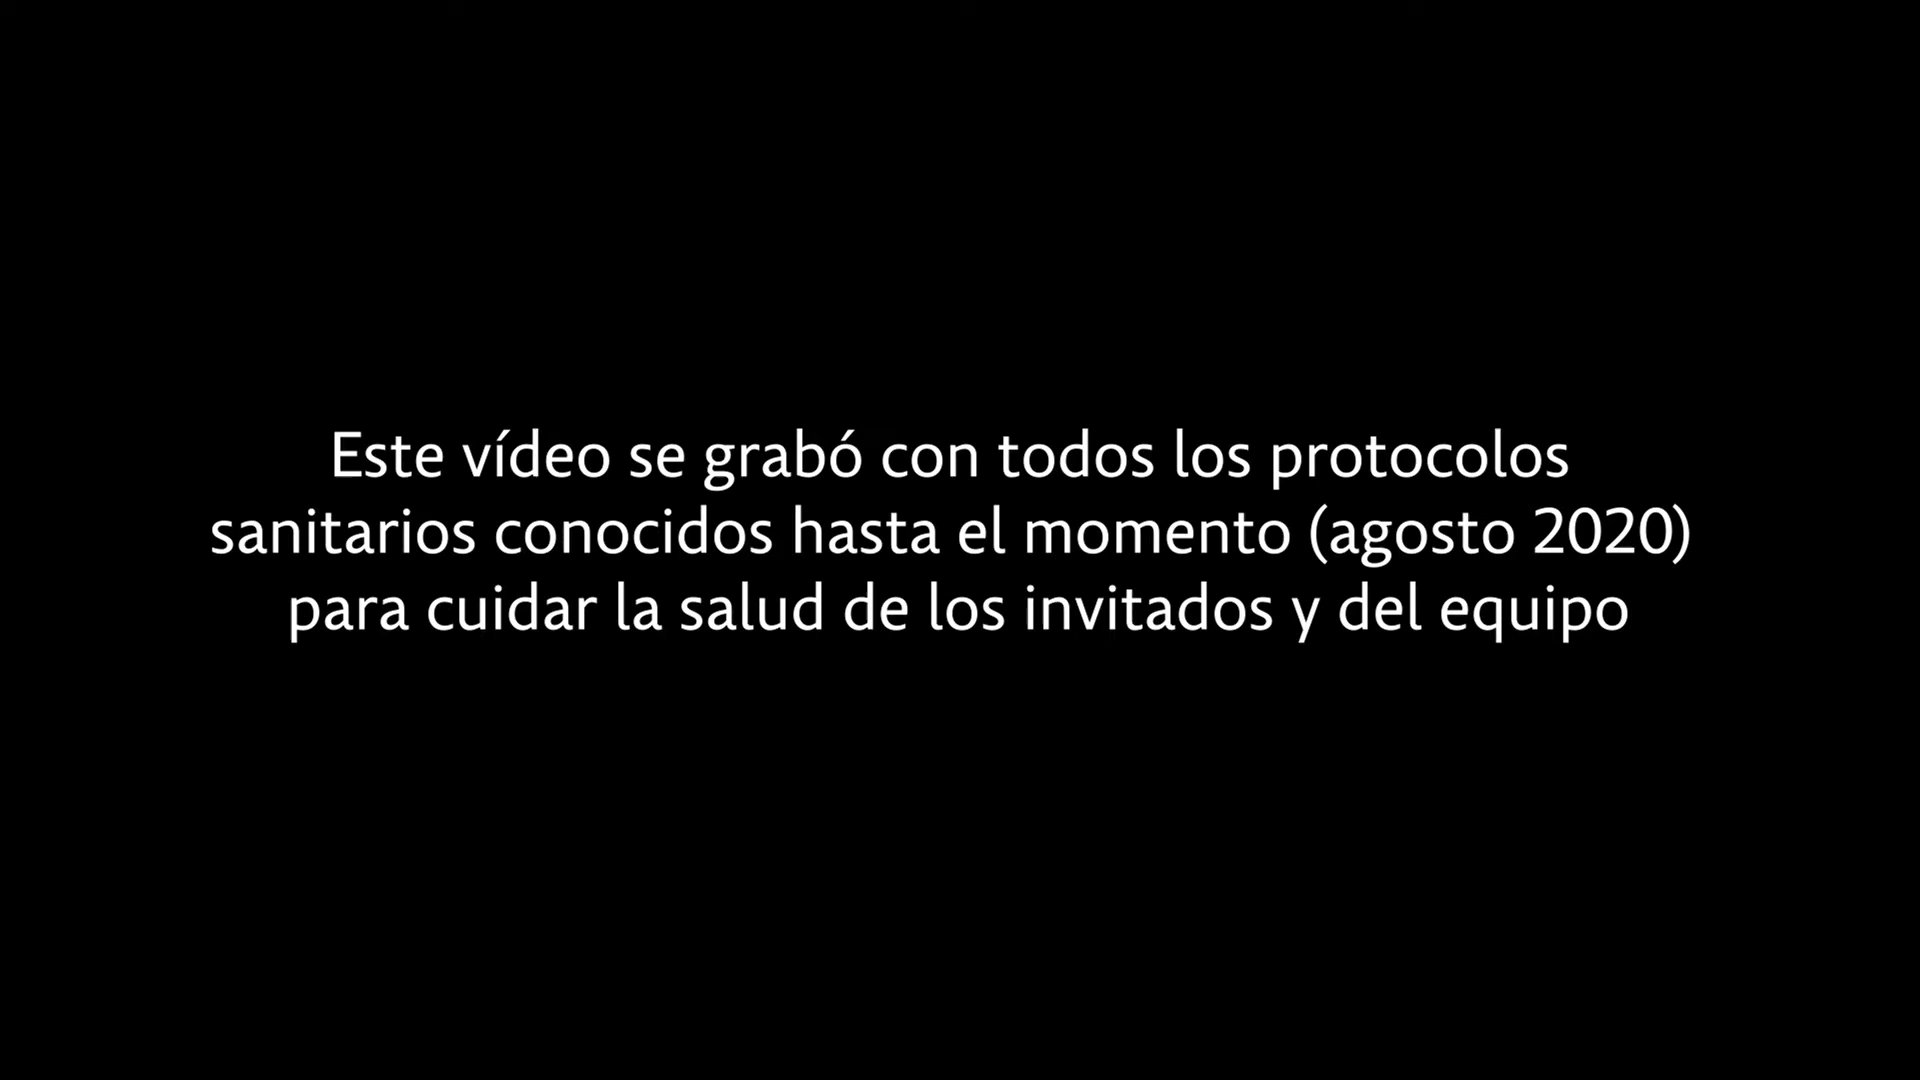 Este vídeo se grabó con todos los protocolos
sanitarios conocidos hasta el momento (agosto 2020)
para cuidar la salud de los invitados y del equipo